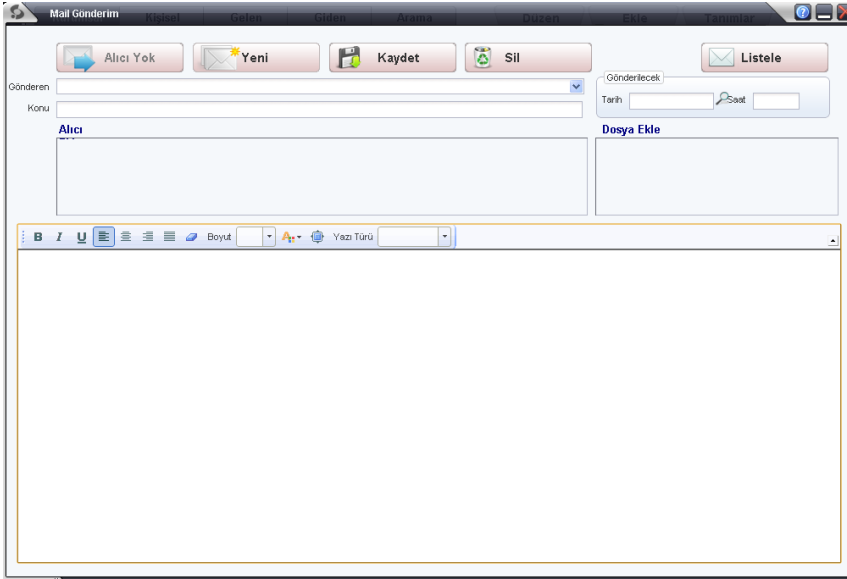 Mail Gönderim Kişisel Gelen Giden Arama Düzen Ekle Tanımlar
Alıcı Yok Yeni Kaydet Sil Listele
Gönderen
Gönderilecek
Konu
Tarih Saat
Alıcı Dosya Ekle
B I U Boyut A Yazı Türü